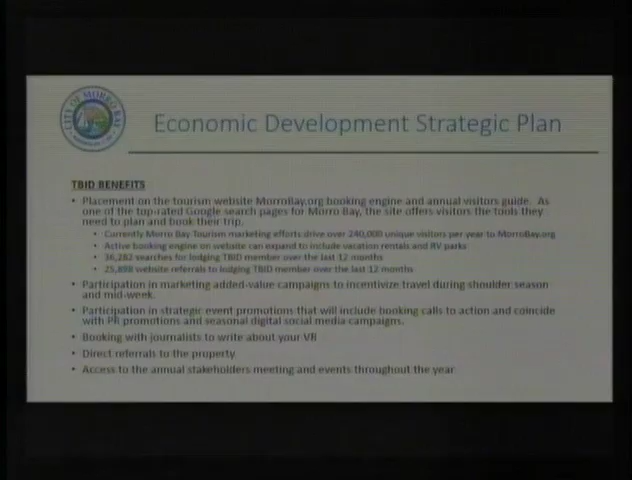 CITY OF MORRO BAY
Economic Development Strategic Plan
TBID BENEFITS
• Placement on the tourism website MorroBay.org booking engine and annual visitors guide. As
one of the top-rated Google search pages for Morro Bay, the site offers visitors the tools they
need to plan and book their trip.
• Currently Morro Bay Tourism marketing efforts drive over 240,000 unique visitors per year to MorroBay.org
• Active booking engine on website can expand to include vacation rentals and RV parks
• 36,282 searches for lodging TBID member over the last 12 months
• 25,898 website referrals to lodging TBID member over the last 12 months
• Participation in marketing added-value campaigns to incentivize travel during shoulder season
and mid-week.
• Participation in strategic event promotions that will include booking calls to action and coincide
with PR promotions and seasonal digital social media campaigns.
• Booking with journalists to write about your VR
• Direct referrals to the property
• Access to the annual stakeholders meeting and events throughout the year